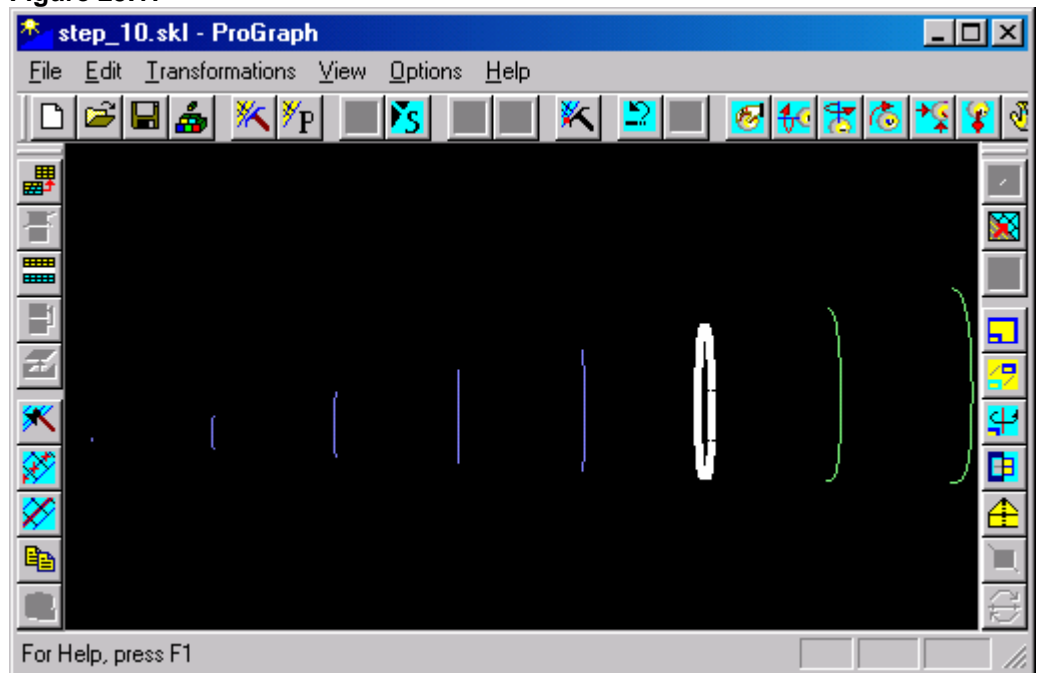 step_10.skl - ProGraph
File Edit Transformations View Options Help
P S
For Help, press F1